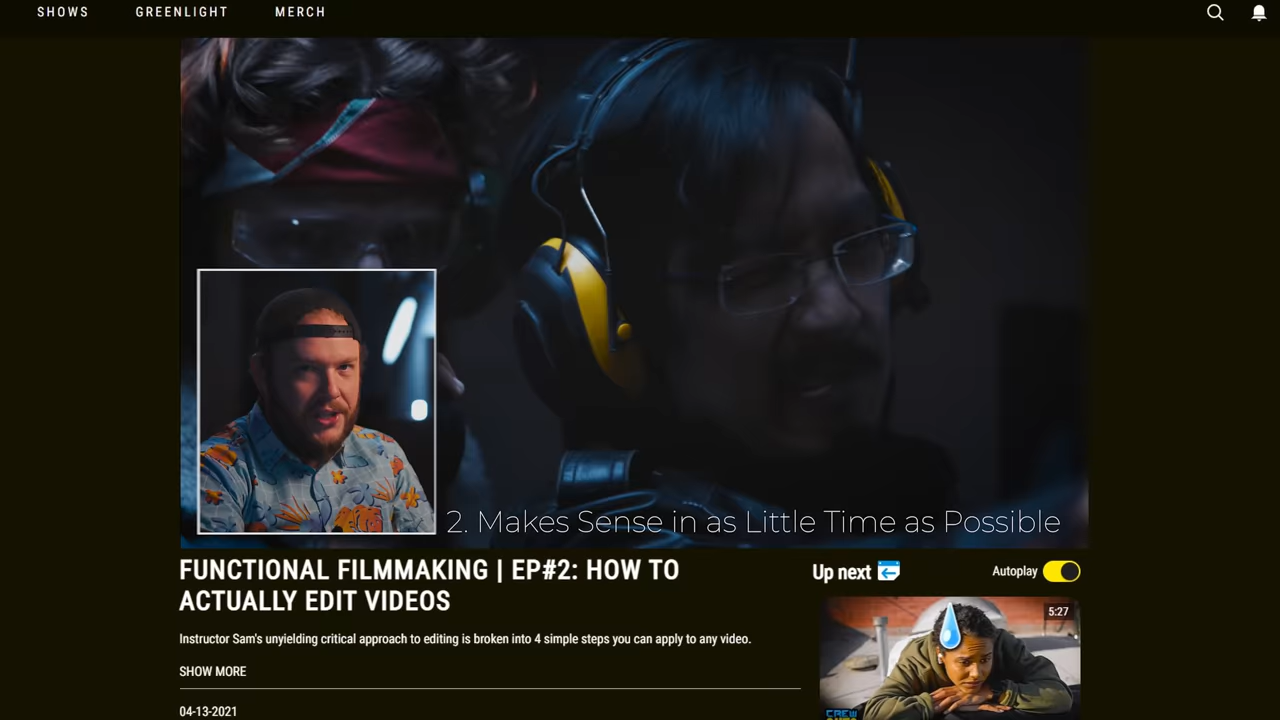 SHOWS GREENLIGHT MERCH
2. Makes Sense in as Little Time as Possible
FUNCTIONAL FILMMAKING | EP#2: HOW TO
ACTUALLY EDIT VIDEOS
Up next
Autoplay
5:27
Instructor Sam's unyielding critical approach to editing is broken into 4 simple steps you can apply to any video.
SHOW MORE
CREW
04-13-2021